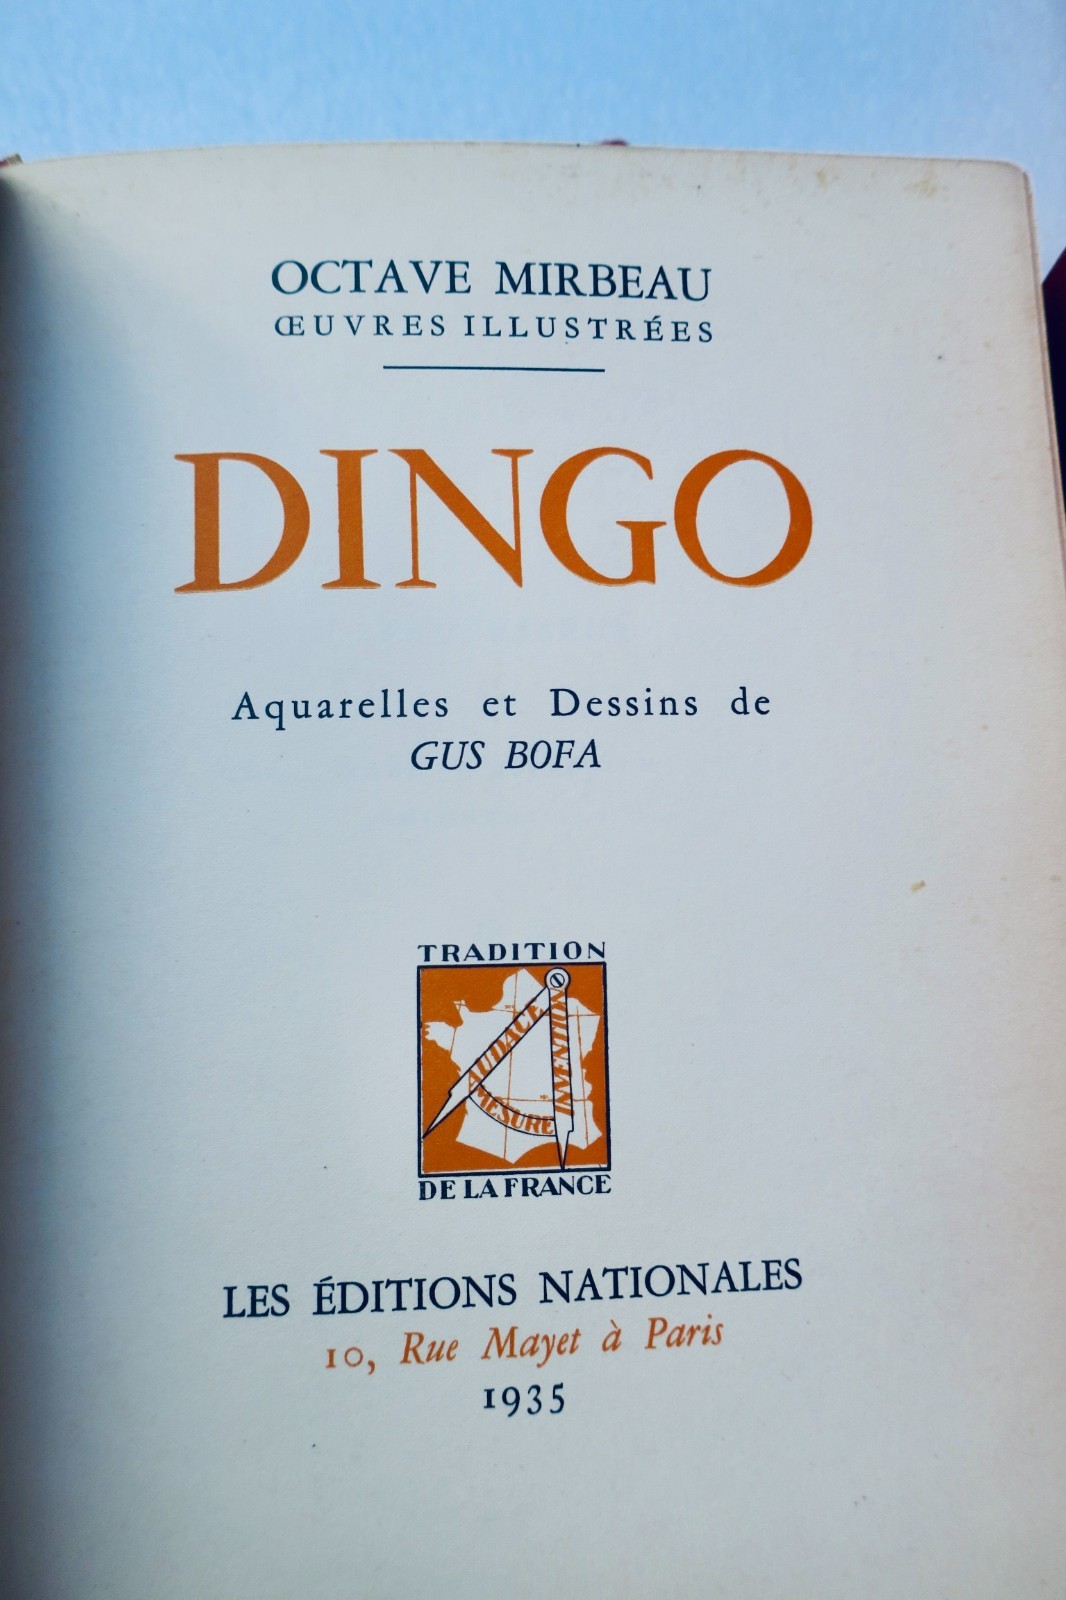 OCTAVE MIRBEAU
ŒUVRES ILLUSTRÉES
DINGO
Aquarelles et Dessins de
GUS BOFA
TRADITION
AUDACE
INVENTION
MESURE
DE LA FRANCE
LES ÉDITIONS NATIONALES
10, Rue Mayet à Paris
1935